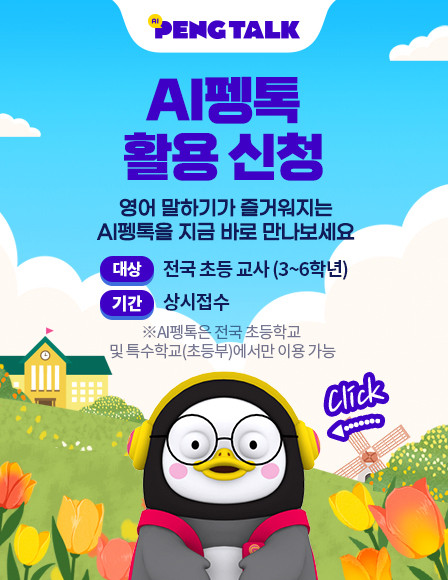 AI PENGTALK
AI펭톡
활용 신청
영어 말하기가 즐거워지는
AI펭톡을 지금 바로 만나보세요
대상 전국 초등 교사 (3~6학년)
기간 상시접수
※AI펭톡은 전국 초등학교
및 특수학교(초등부)에서만 이용 가능
Click